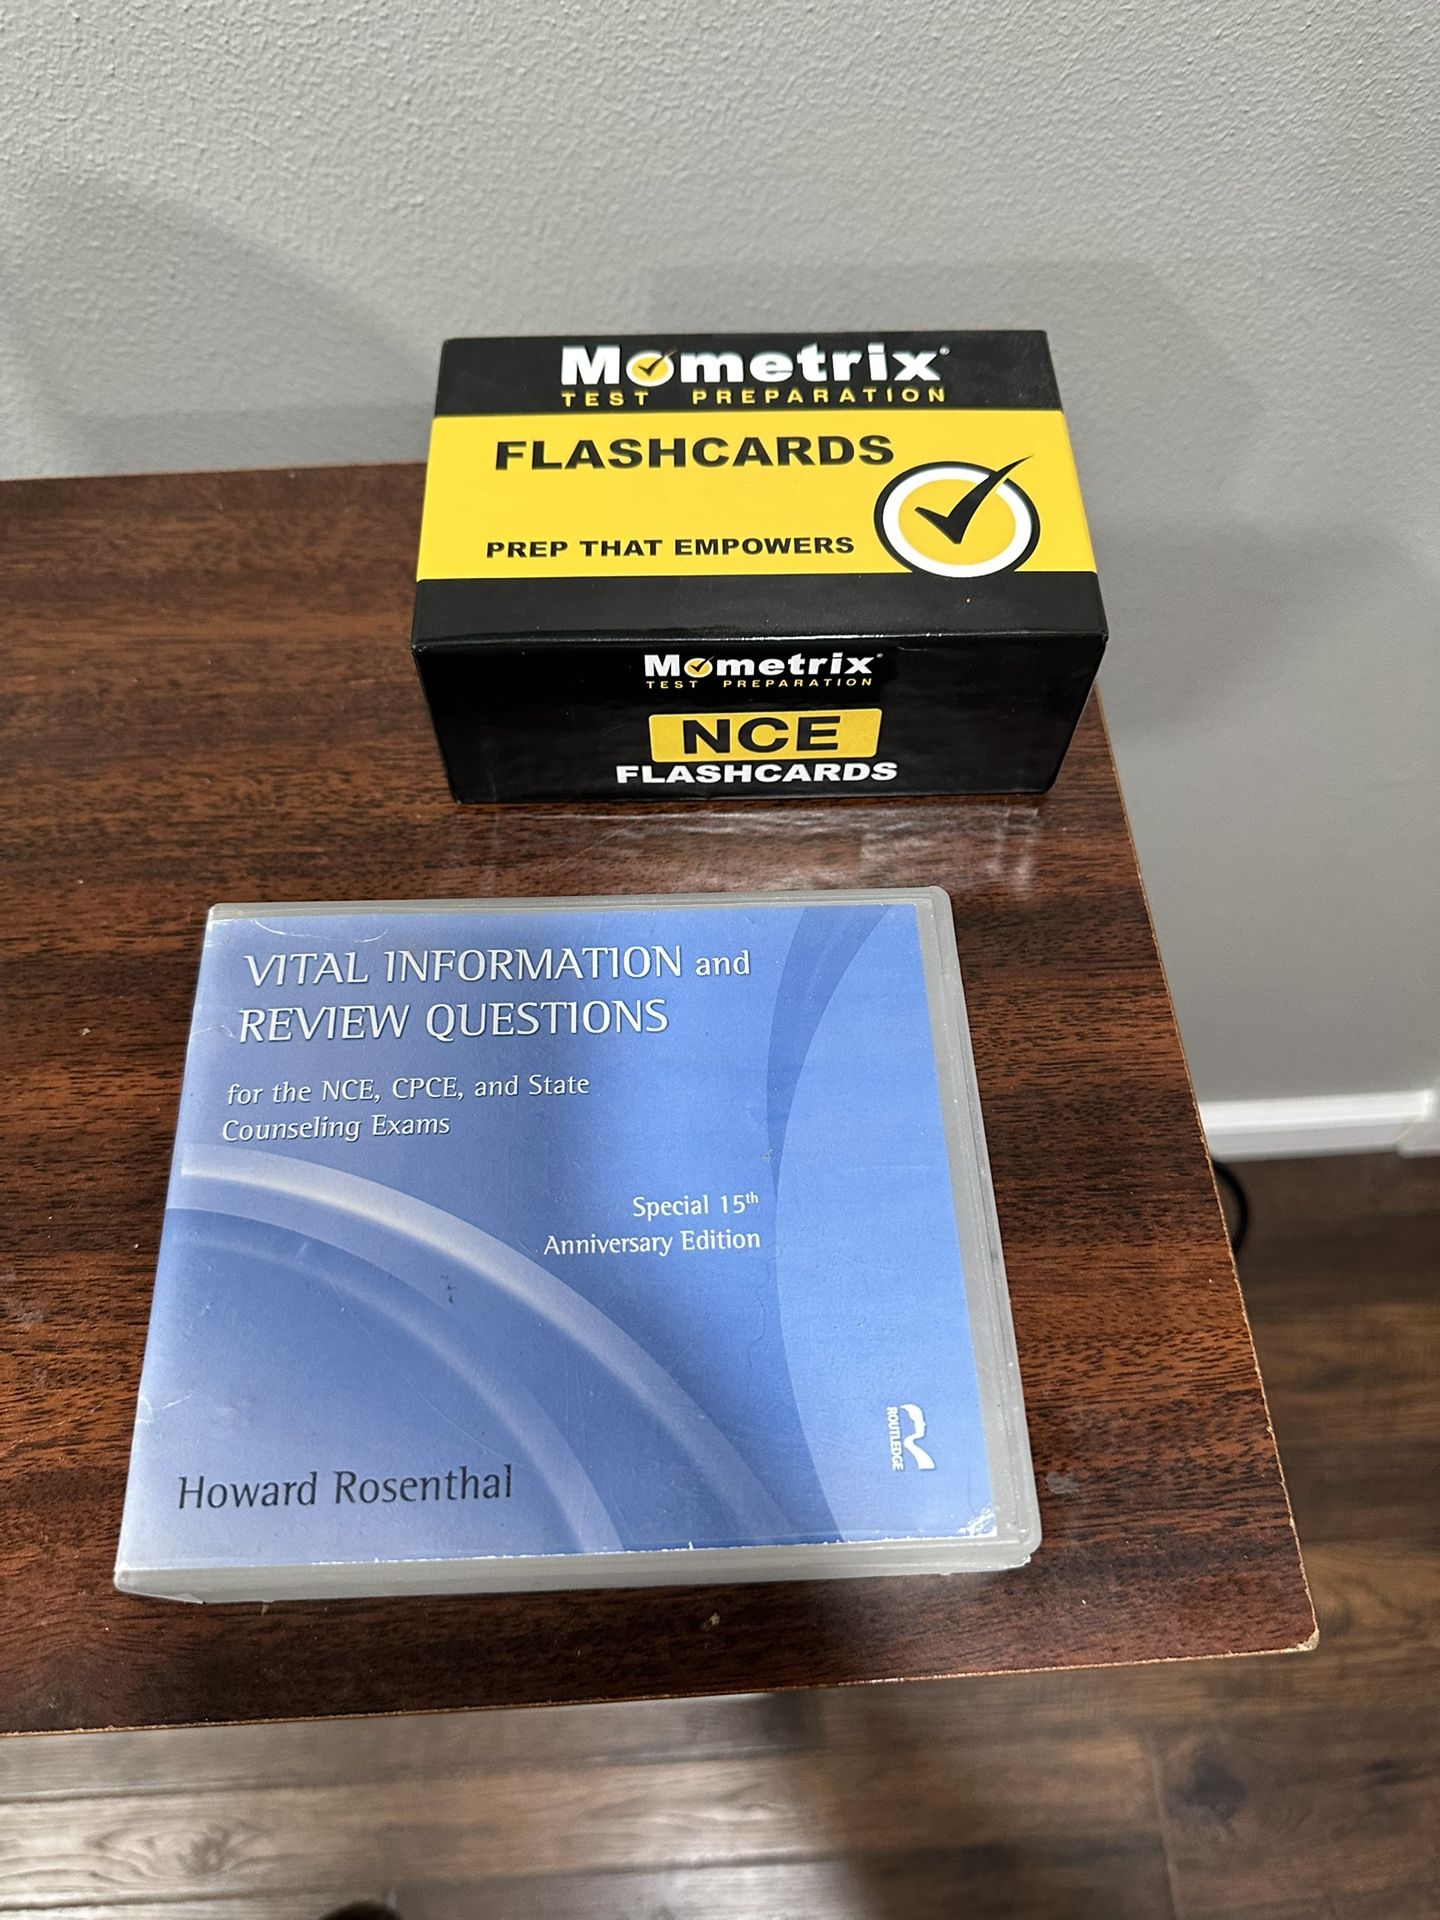 Mometrix®
TEST PREPARATION
FLASHCARDS
PREP THAT EMPOWERS
Mometrix®
TEST PREPARATION
NCE
FLASHCARDS
VITAL INFORMATION and
REVIEW QUESTIONS
for the NCE, CPCE, and State
Counseling Exams
Special 15th
Anniversary Edition
ROUTLEDGE
Howard Rosenthal